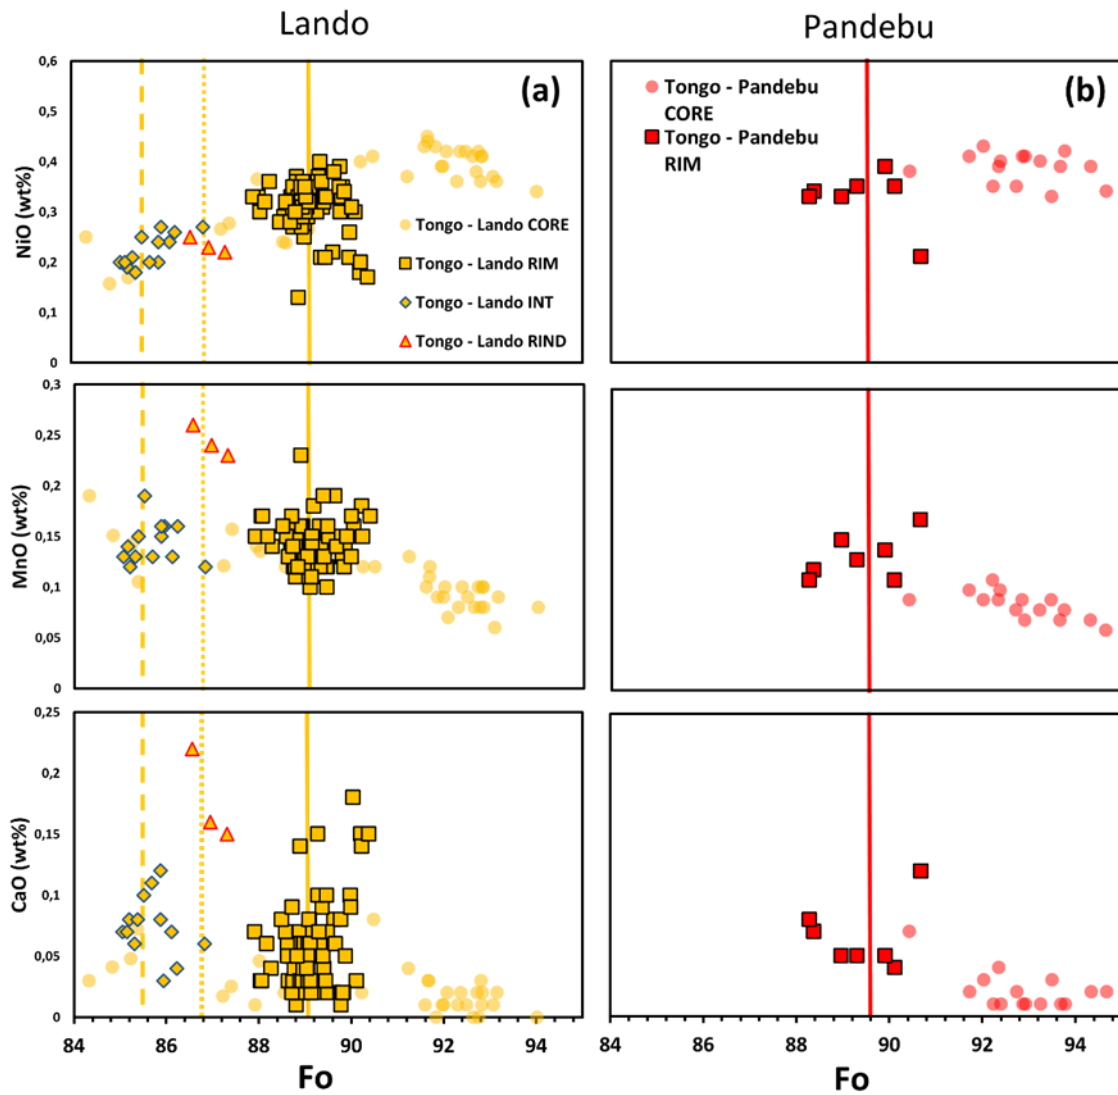 Lando
Pandebu
0,6
0,5
0,4
0,3
0,2
0,1
0
NiO (wt%)
(a)
Tongo - Lando CORE
Tongo - Lando RIM
Tongo - Lando INT
Tongo - Lando RIND
(b)
Tongo - Pandebu
CORE
Tongo - Pandebu
RIM
0,3
0,25
0,2
0,15
0,1
0,05
0
MnO (wt%)
0,25
0,2
0,15
0,1
0,05
0
CaO (wt%)
84
86
88
90
92
94
Fo
84
86
88
90
92
94
Fo